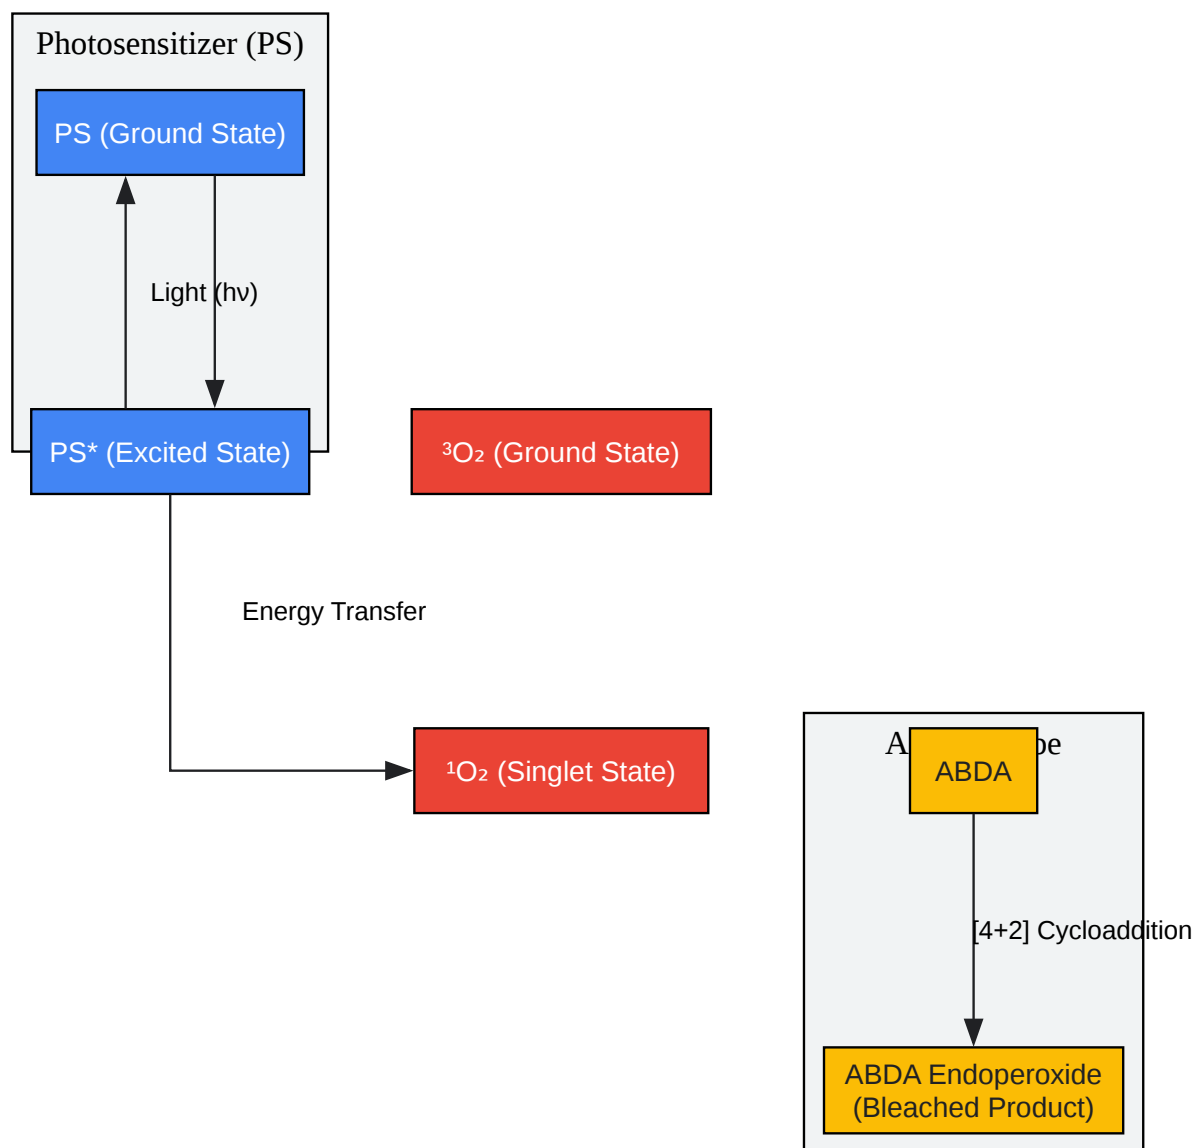 Photosensitizer (PS)
PS (Ground State)
Light (hν)
PS* (Excited State)
³O₂ (Ground State)
Energy Transfer
¹O₂ (Singlet State)
ABDA
[4+2] Cycloaddition
ABDA Endoperoxide
(Bleached Product)